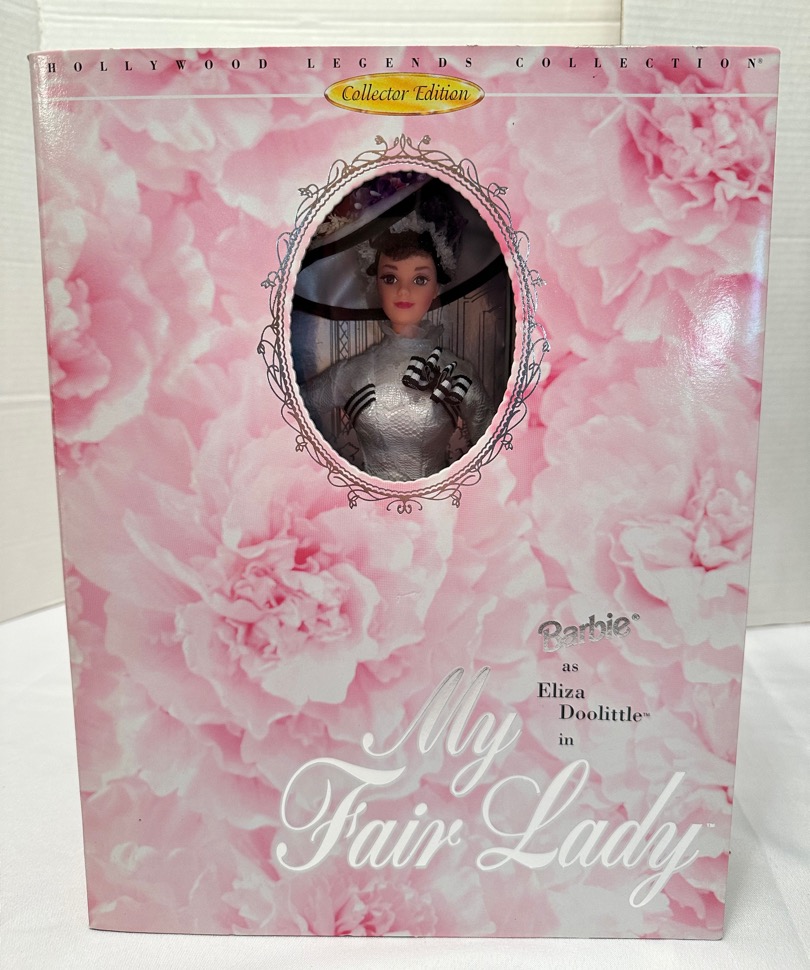 HOLLYWOOD LEGENDS COLLECTION®
Collector Edition
Barbie®
as
Eliza
Doolittle™
in
My
Fair Lady™